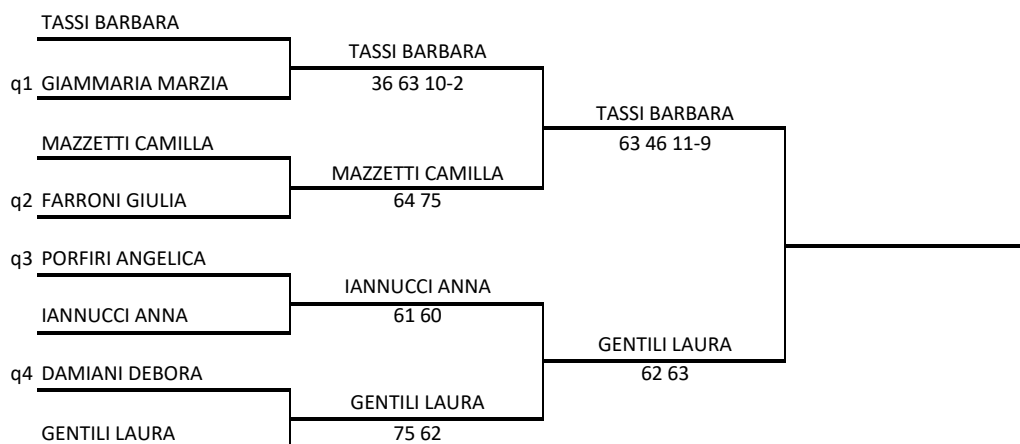 TASSI BARBARA
TASSI BARBARA
q1 GIAMMARIA MARZIA
36 63 10-2
TASSI BARBARA
MAZZETTI CAMILLA
63 46 11-9
MAZZETTI CAMILLA
q2 FARRONI GIULIA
64 75
q3 PORFIRI ANGELICA
IANNUCCI ANNA
IANNUCCI ANNA
61 60
GENTILI LAURA
q4 DAMIANI DEBORA
62 63
GENTILI LAURA
GENTILI LAURA
75 62